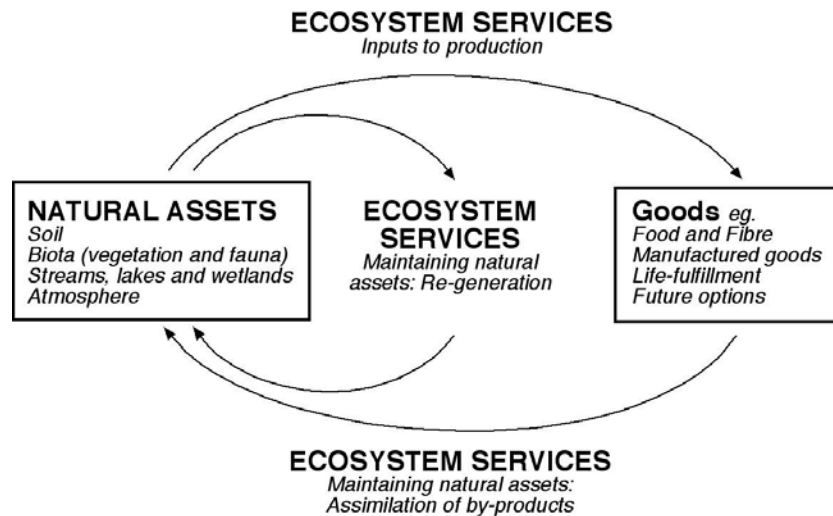 ECOSYSTEM SERVICES
Inputs to production
NATURAL ASSETS
Soil
Biota (vegetation and fauna)
Streams, lakes and wetlands
Atmosphere
ECOSYSTEM
SERVICES
Maintaining natural
assets: Re-generation
Goods eg.
Food and Fibre
Manufactured goods
Life-fulfillment
Future options
ECOSYSTEM SERVICES
Maintaining natural assets:
Assimilation of by-products